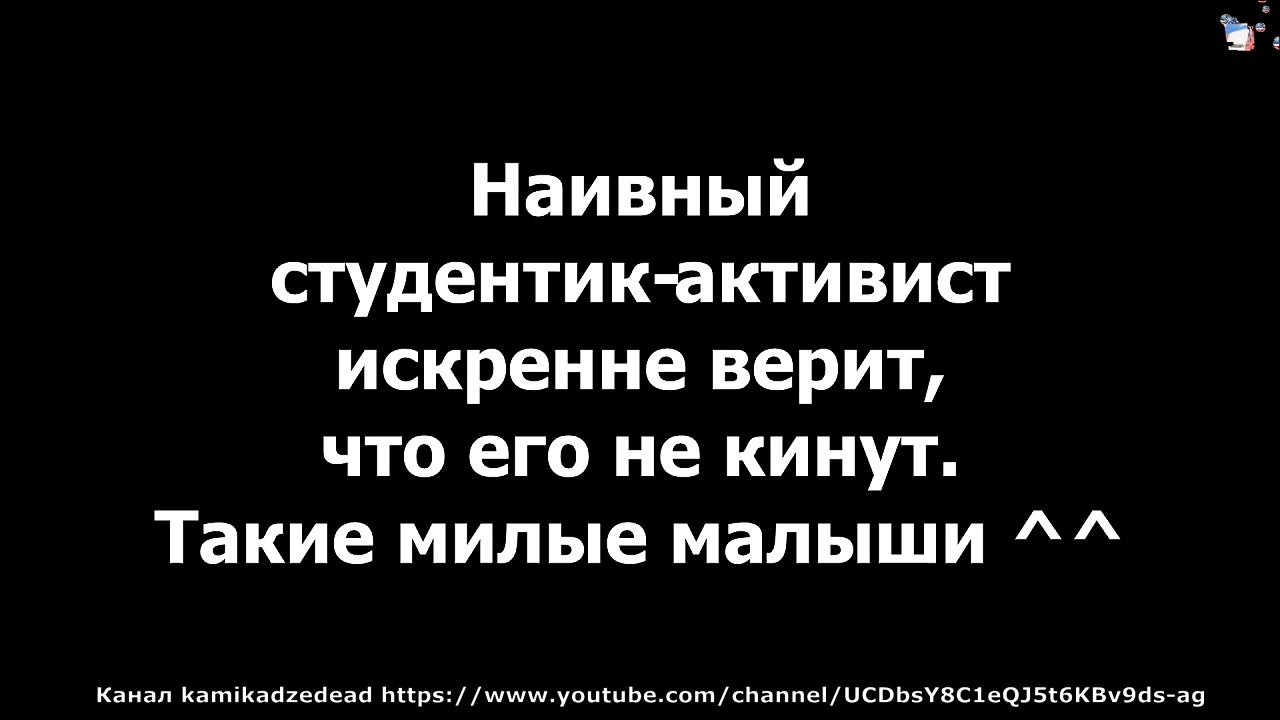 Наивный
студентик-активист
искренне верит,
что его не кинут.
Такие милые малыши ^^
Канал kamikadzedead https://www.youtube.com/channel/UCDbsY8C1eQJ5t6KBv9ds-ag